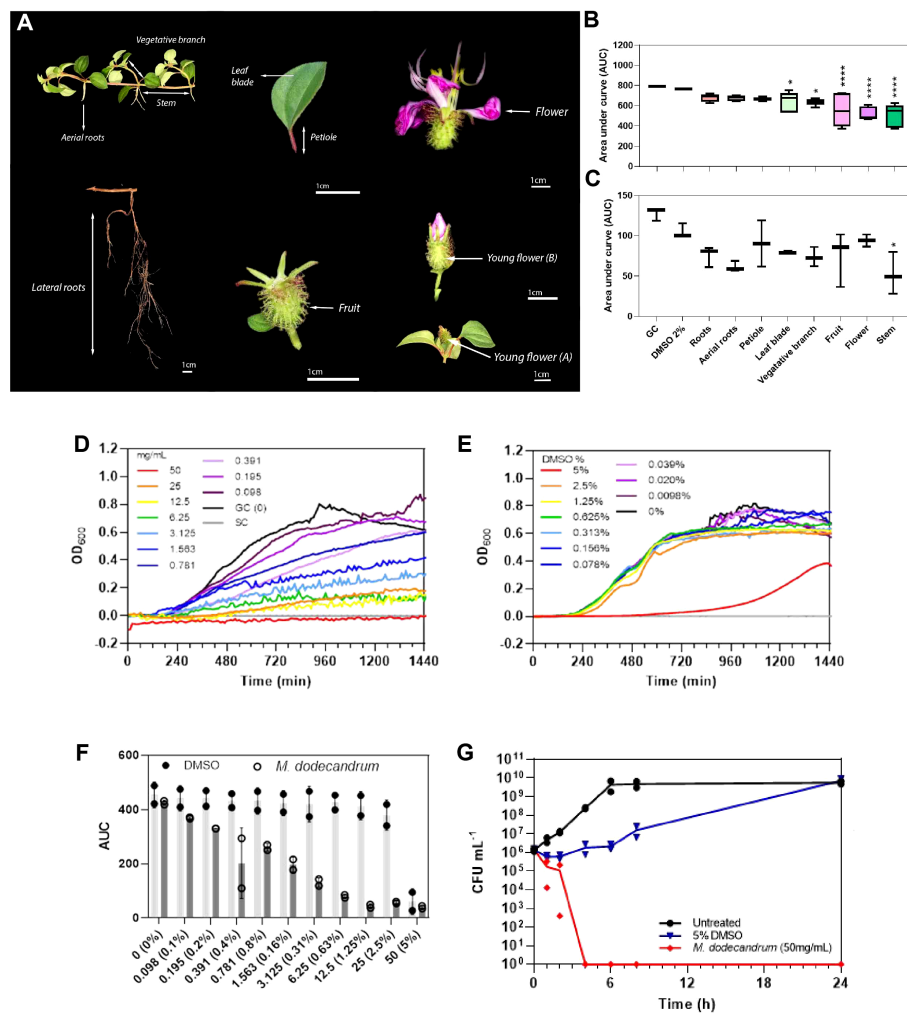 A
Vegetative branch
Stem
Aerial roots
Leaf
blade
Petiole
1cm
Flower
1cm
Lateral roots
1cm
Fruit
1cm
Young flower (B)
Young flower (A)
1cm
B
Area under curve (AUC)
1200
1000
800
600
400
200
0
*
*
****
****
****
C
Area under curve (AUC)
150
100
50
0
*
GC
DMSO 2%
Roots
Aerial roots
Petiole
Leaf blade
Vegatative branch
Fruit
Flower
Stem
D
OD600
1.2
1.0
0.8
0.6
0.4
0.2
0.0
-0.2
mg/mL
50
25
12.5
6.25
3.125
1.563
0.781
0.391
0.195
0.098
GC (0)
SC
0 240 480 720 960 1200 1440
Time (min)
E
OD600
1.2
1.0
0.8
0.6
0.4
0.2
0.0
-0.2
DMSO %
5%
2.5%
1.25%
0.625%
0.313%
0.156%
0.078%
0.039%
0.020%
0.0098%
0%
0 240 480 720 960 1200 1440
Time (min)
F
AUC
600
400
200
0
DMSO
M. dodecandrum
0 (0%)
0.098 (0.1%)
0.195 (0.2%)
0.391 (0.4%)
0.781 (0.8%)
1.563 (0.16%)
3.125 (0.31%)
6.25 (0.63%)
12.5 (1.25%)
25 (2.5%)
50 (5%)
G
CFU mL-1
10^11
10^10
10^9
10^8
10^7
10^6
10^5
10^4
10^3
10^2
10^1
10^0
Untreated
5% DMSO
M. dodecandrum (50mg/mL)
0 6 12 18 24
Time (h)